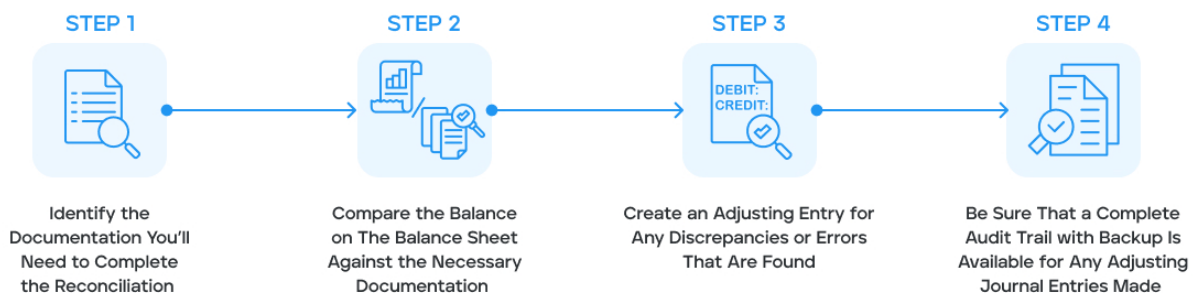 STEP 1
Identify the
Documentation You'll
Need to Complete
the Reconciliation
STEP 2
Compare the Balance
on The Balance Sheet
Against the Necessary
Documentation
STEP 3
DEBIT:
CREDIT:
Create an Adjusting Entry for
Any Discrepancies or Errors
That Are Found
STEP 4
Be Sure That a Complete
Audit Trail with Backup Is
Available for Any Adjusting
Journal Entries Made